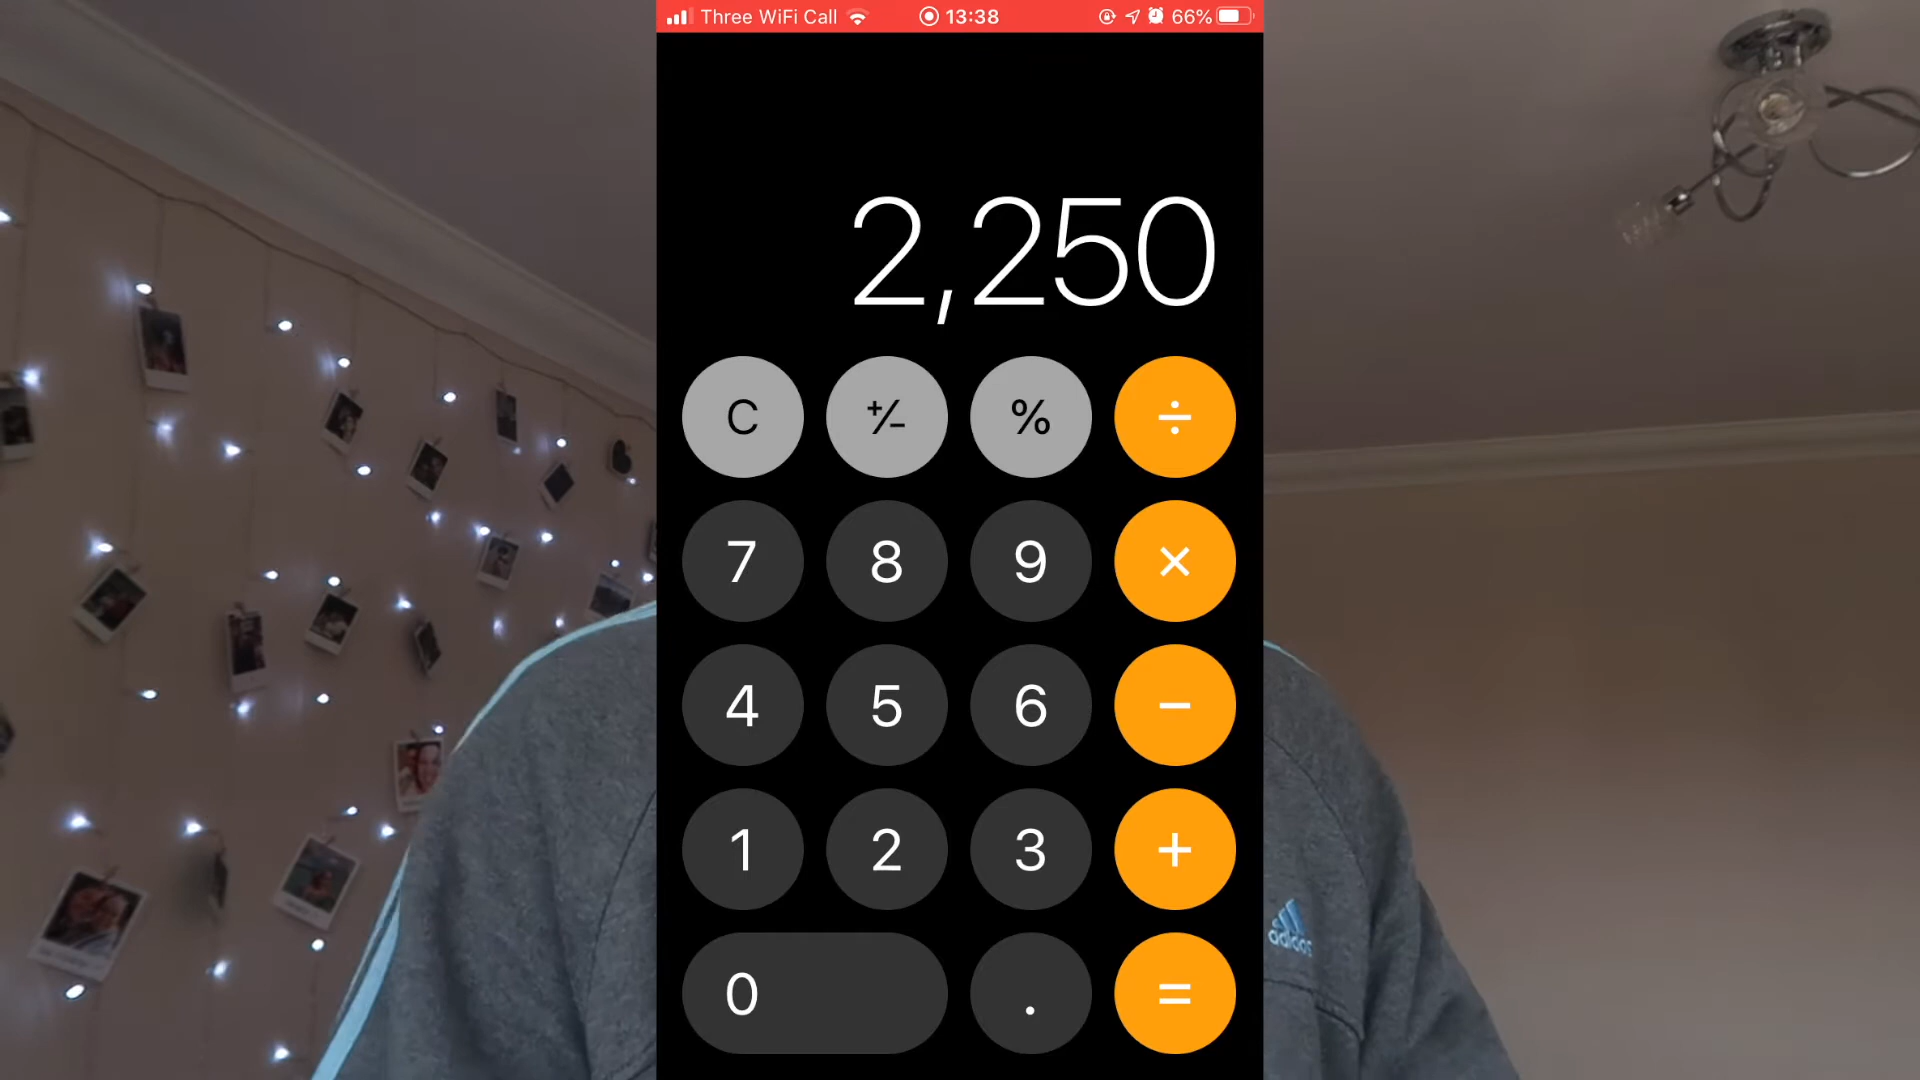 Three WiFi Call 13:38 66%
2,250
C +/- % ÷
7 8 9 ×
4 5 6 −
1 2 3 +
0 . =
adidas